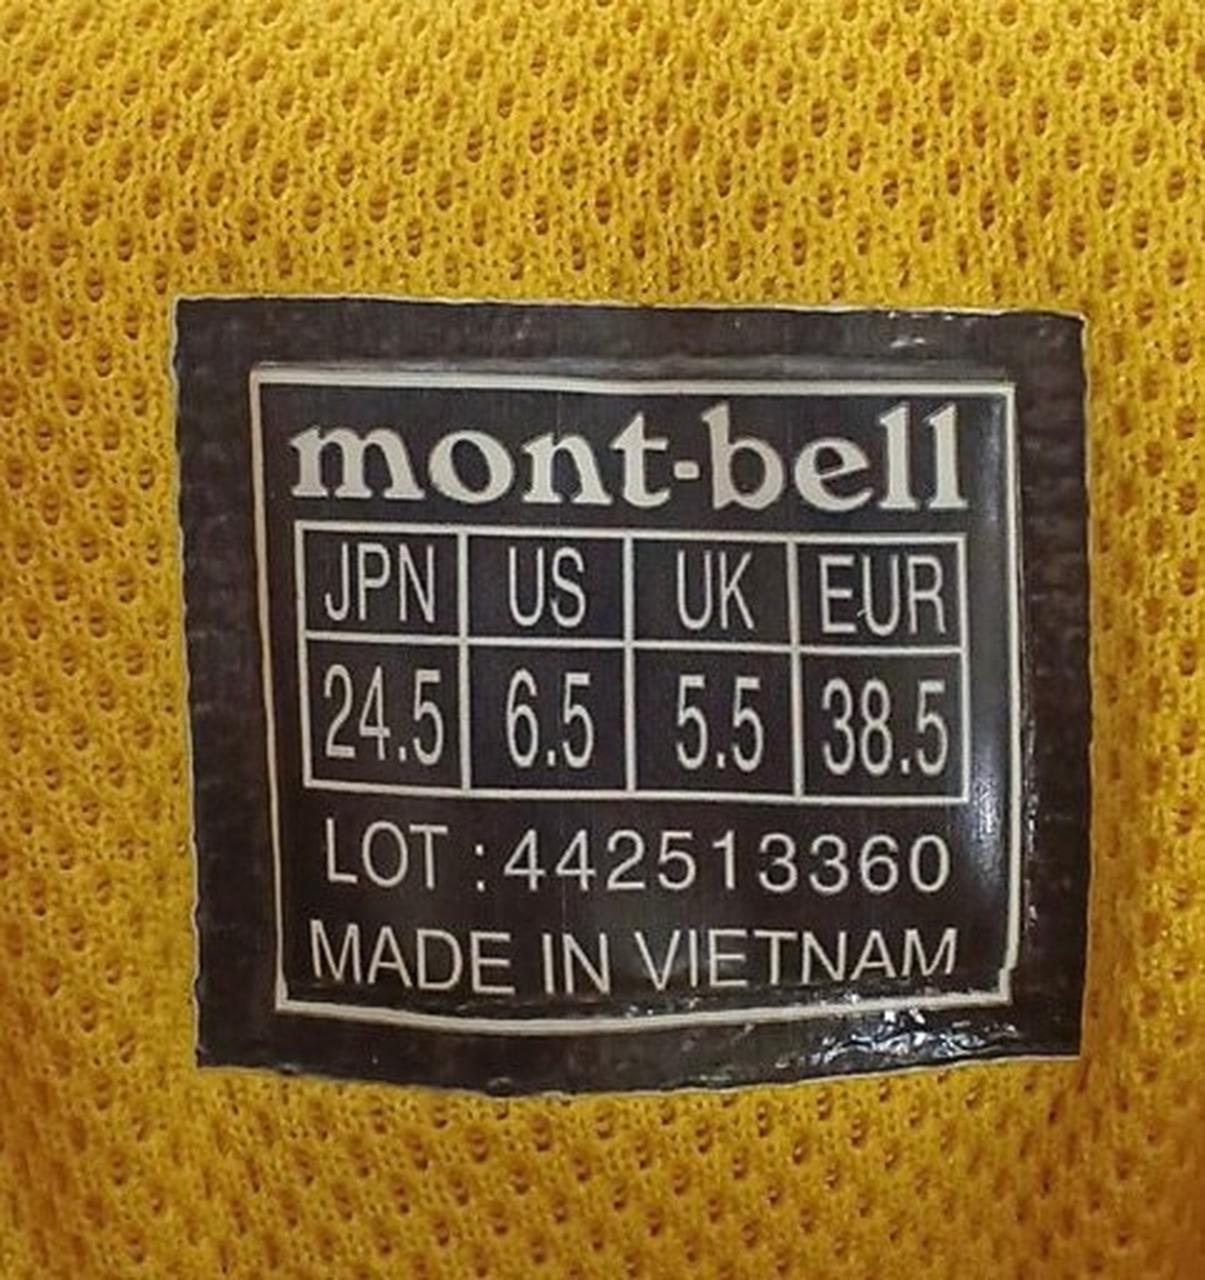 mont-bell
JPN US UK EUR
24.5 6.5 5.5 38.5
LOT : 442513360
MADE IN VIETNAM